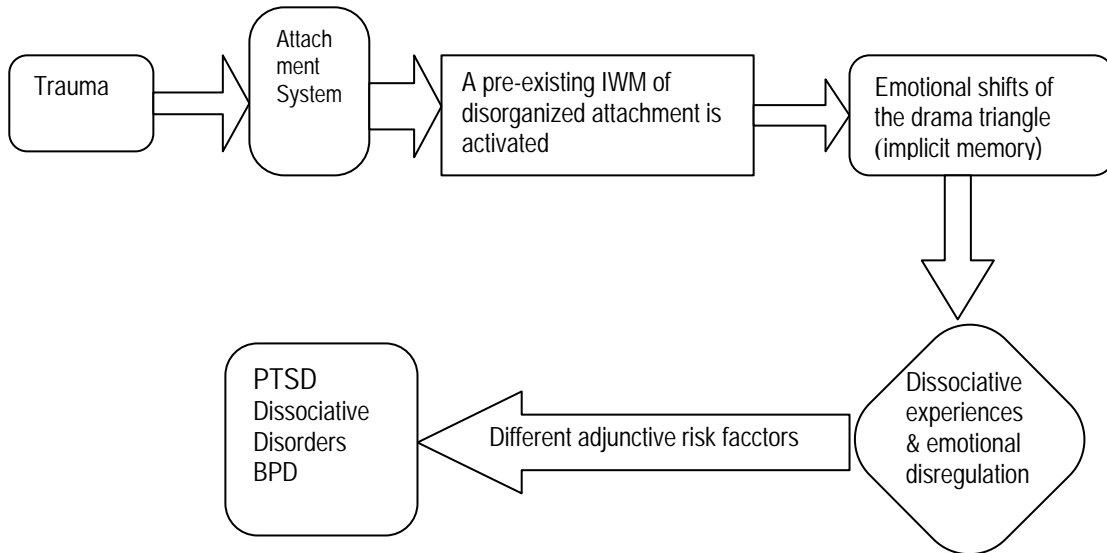 Trauma
Attach
ment
System
A pre-existing IWM of
disorganized attachment is
activated
Emotional shifts of
the drama triangle
(implicit memory)
Dissociative
experiences
& emotional
disregulation
Different adjunctive risk facctors
PTSD
Dissociative
Disorders
BPD